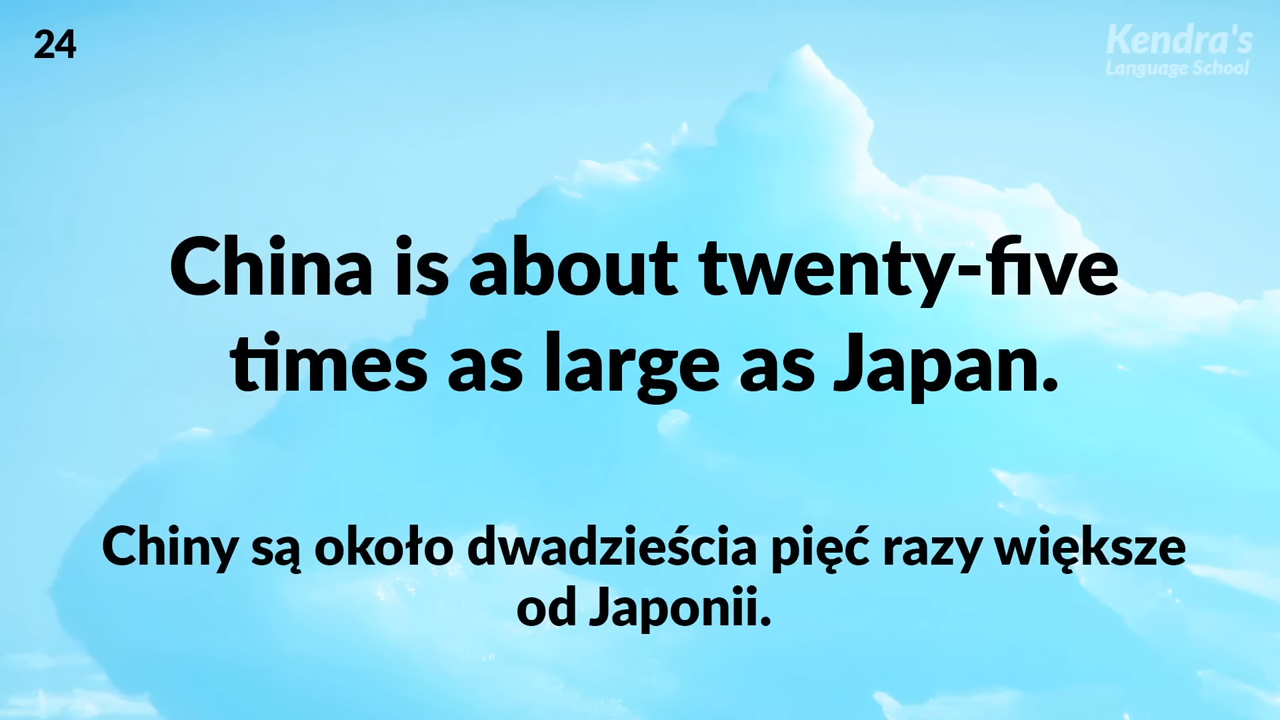 24
Kendra's
Language School
China is about twenty-five
times as large as Japan.
Chiny są około dwadzieścia pięć razy większe
od Japonii.